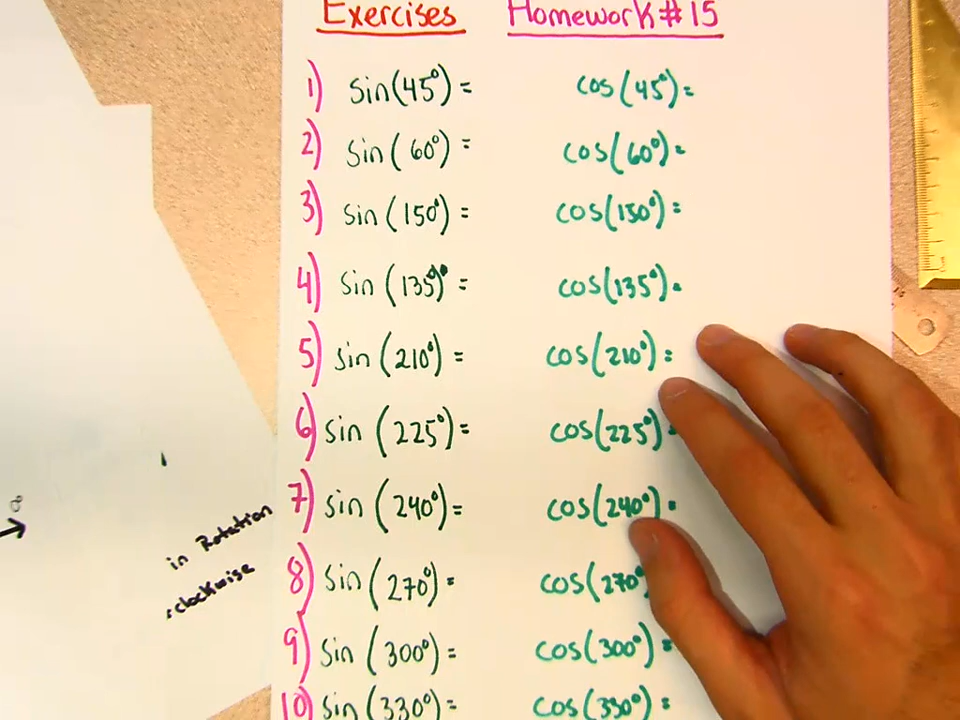 Exercises Homework #15
1) sin(45°)= cos(45°)=
2) sin(60°)= cos(60°)=
3) sin(150°)= cos(150°)=
4) sin(135°)= cos(135°)=
5) sin(210°)= cos(210°)=
6) sin(225°)= cos(225°)=
7) sin(240°)= cos(240°)=
8) sin(270°)= cos(270°
9) sin(300°)= cos(300°)=
10) sin(330°)= cos(330°)=
in Rotation
clockwise